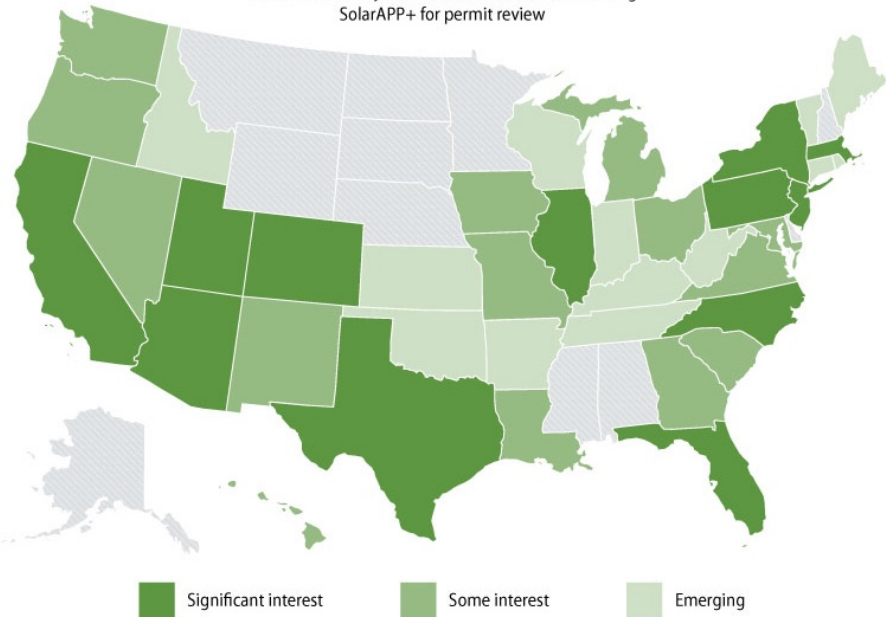 SolarAPP+ for permit review
Significant interest
Some interest
Emerging